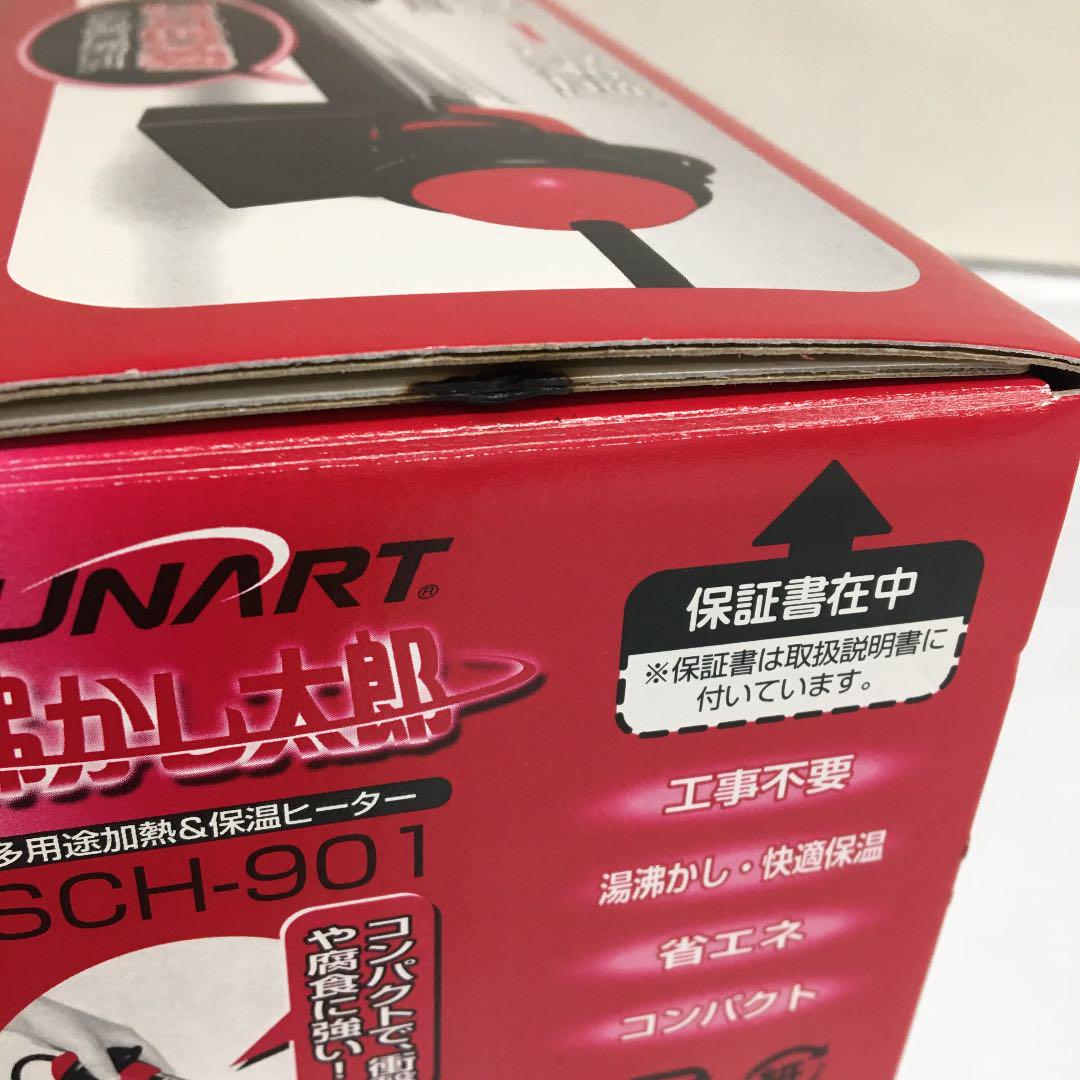 UNART®
沸かし太郎
多用途加熱&保温ヒーター
SCH-901
コンパクトで、衝撃
や腐食に強い!
保証書在中
※保証書は取扱説明書に
付いています。
工事不要
湯沸かし・快適保温
省エネ
コンパクト
紙